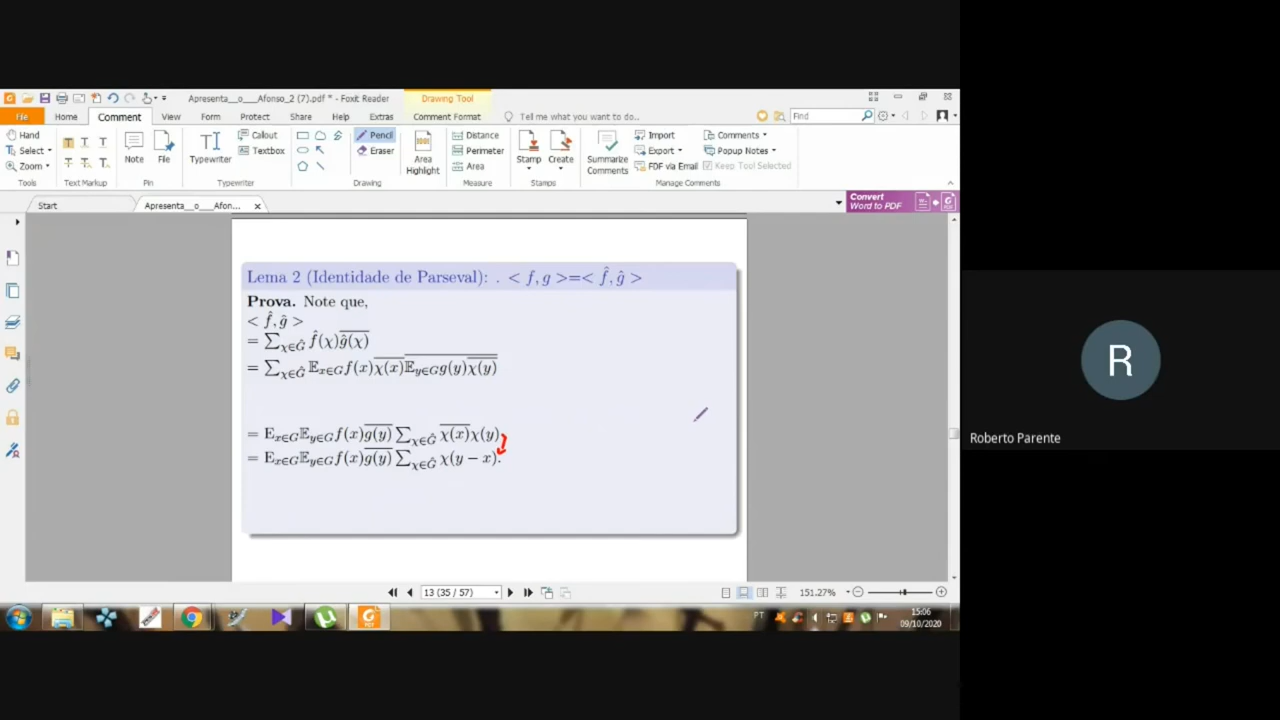 Apresenta__o___Afonso_2 (7).pdf * - Foxit Reader
Drawing Tool
File Home Comment View Form Protect Share Help Extras Comment Format Tell me what you want to do.. Find
Hand
Select
Zoom
Tools
T T T
T T T
Text Markup
Note
File
Pin
Typewriter
Callout
Textbox
Typewriter
Pencil
Eraser
Drawing
Area
Highlight
Distance
Perimeter
Area
Measure
Stamp
Create
Stamps
Summarize
Comments
Import
Export
FDF via Email
Comments
Popup Notes
Keep Tool Selected
Manage Comments
Start
Apresenta__o___Afon...
Convert
Word to PDF
Lema 2 (Identidade de Parseval): . < f, g >=< f̂, ĝ >
Prova. Note que,
< f̂, ĝ >
= ∑_{χ∈Ĝ} f̂(χ)\overline{ĝ(χ)}
= ∑_{χ∈Ĝ} 𝔼_{x∈G} f(x)\overline{χ(x)}\overline{𝔼_{y∈G} g(y)\overline{χ(y)}}
= E_{x∈G}𝔼_{y∈G} f(x)\overline{g(y)} ∑_{χ∈Ĝ} \overline{χ(x)}χ(y)
= E_{x∈G}𝔼_{y∈G} f(x)\overline{g(y)} ∑_{χ∈Ĝ} χ(y − x).
R
Roberto Parente
13 (35 / 57)
151.27%
PT
15:06
09/10/2020